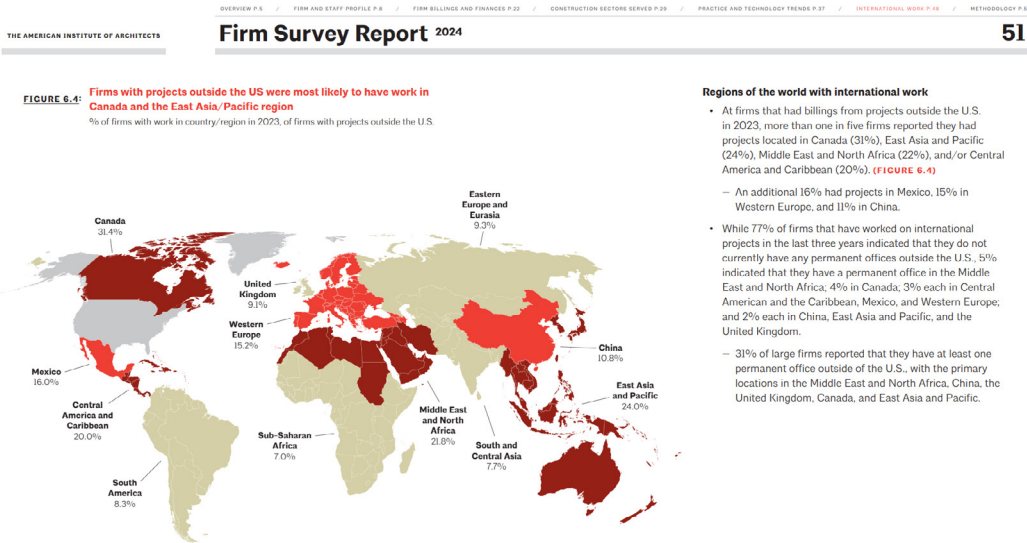 OVERVIEW P.5 / FIRM AND STAFF PROFILE P.8 / FIRM BILLINGS AND FINANCES P.22 / CONSTRUCTION SECTORS SERVED P.29 / PRACTICE AND TECHNOLOGY TRENDS P.37 / INTERNATIONAL WORK P.48 / METHODOLOGY P.5
THE AMERICAN INSTITUTE OF ARCHITECTS
Firm Survey Report 2024
51
FIGURE 6.4:
Firms with projects outside the US were most likely to have work in
Canada and the East Asia/Pacific region
% of firms with work in country/region in 2023, of firms with projects outside the U.S.
Canada
31.4%
Eastern
Europe and
Eurasia
9.3%
United
Kingdom
9.1%
Western
Europe
15.2%
Mexico
16.0%
Central
America and
Caribbean
20.0%
South
America
8.3%
Sub-Saharan
Africa
7.0%
Middle East
and North
Africa
21.8%
South and
Central Asia
7.7%
China
10.8%
East Asia
and Pacific
24.0%
Regions of the world with international work
• At firms that had billings from projects outside the U.S.
in 2023, more than one in five firms reported they had
projects located in Canada (31%), East Asia and Pacific
(24%), Middle East and North Africa (22%), and/or Central
America and Caribbean (20%). (FIGURE 6.4)
– An additional 16% had projects in Mexico, 15% in
Western Europe, and 11% in China.
• While 77% of firms that have worked on international
projects in the last three years indicated that they do not
currently have any permanent offices outside the U.S., 5%
indicated that they have a permanent office in the Middle
East and North Africa; 4% in Canada; 3% each in Central
American and the Caribbean, Mexico, and Western Europe;
and 2% each in China, East Asia and Pacific, and the
United Kingdom.
– 31% of large firms reported that they have at least one
permanent office outside of the U.S., with the primary
locations in the Middle East and North Africa, China, the
United Kingdom, Canada, and East Asia and Pacific.